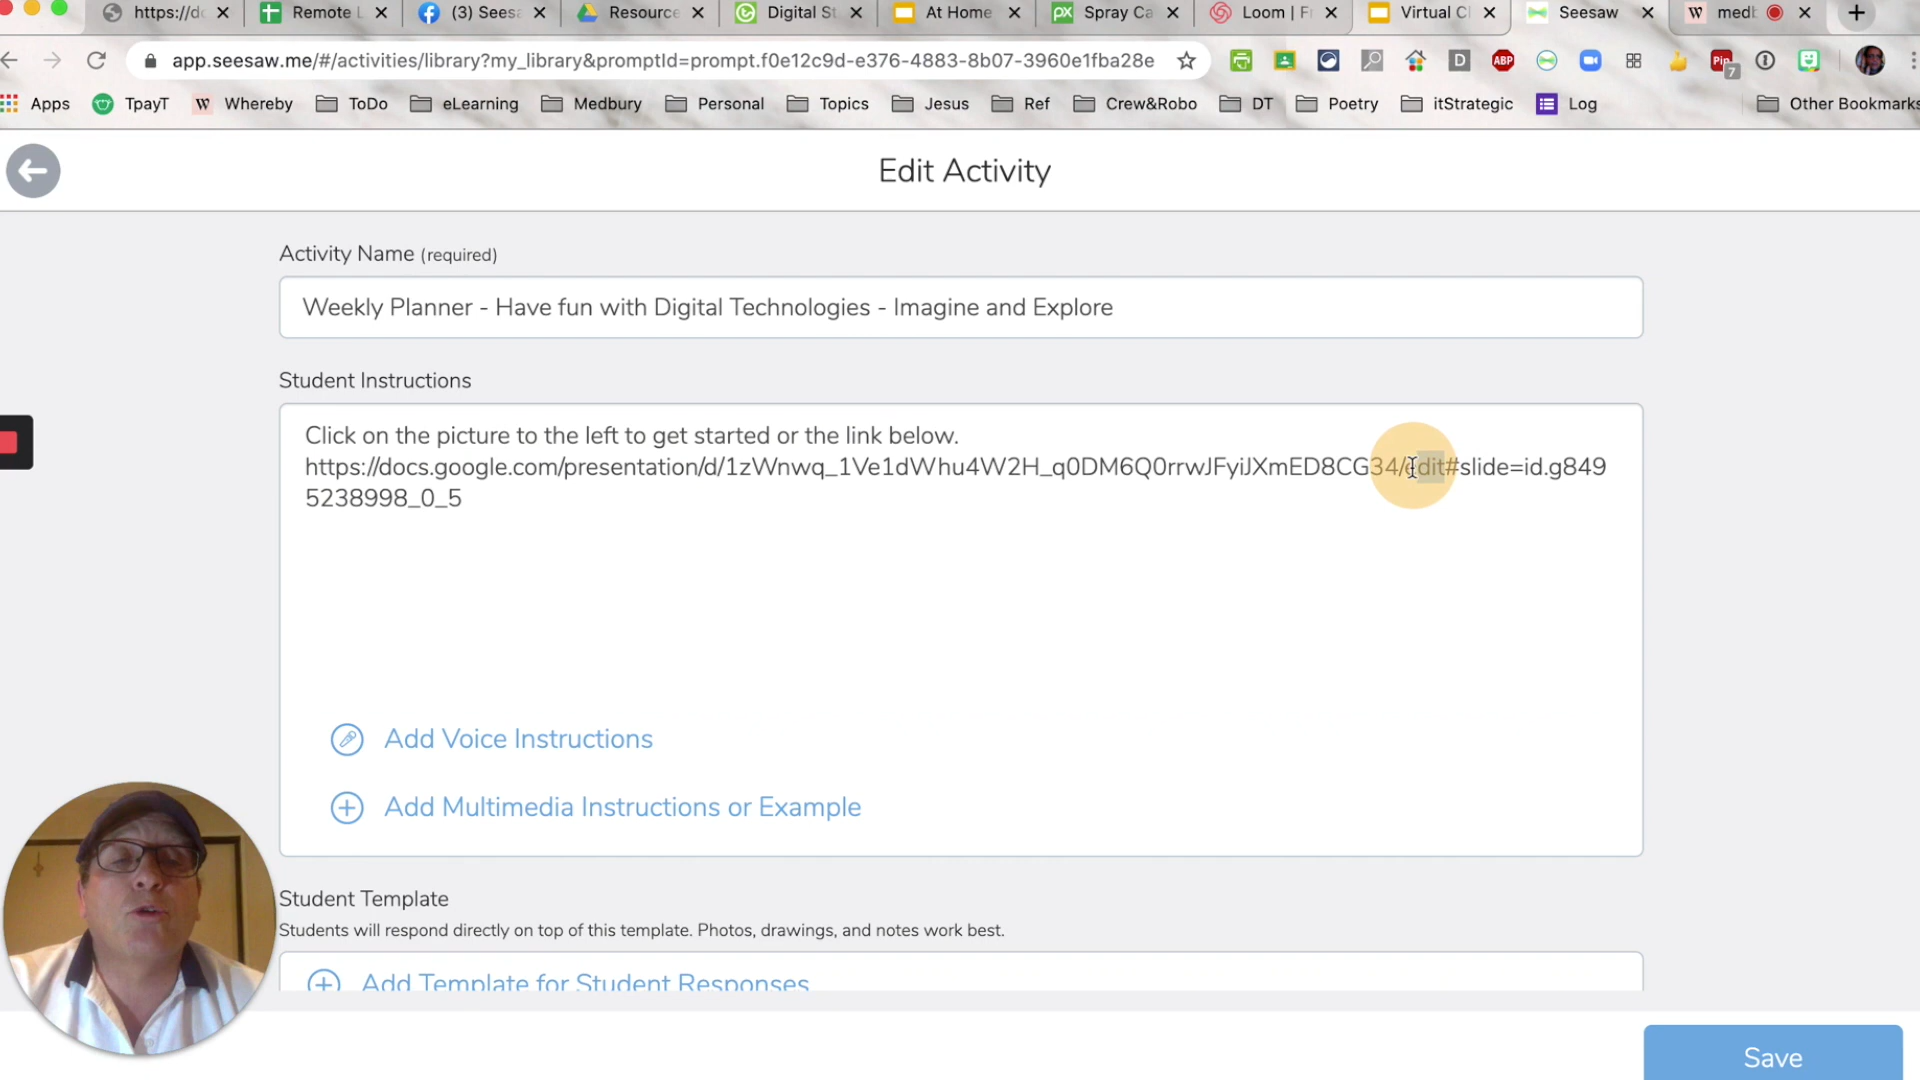 https://do
Remote L
(3) Seesa
Resource
Digital St
At Home
Spray Ca
Loom | F
Virtual Cl
Seesaw
medb
app.seesaw.me/#/activities/library?my_library&promptId=prompt.f0e12c9d-e376-4883-8b07-3960e1fba28e
D
ABP
7
Apps
TpayT
Whereby
ToDo
eLearning
Medbury
Personal
Topics
Jesus
Ref
Crew&Robo
DT
Poetry
itStrategic
Log
Other Bookmarks
Edit Activity
Activity Name (required)
Weekly Planner - Have fun with Digital Technologies - Imagine and Explore
Student Instructions
Click on the picture to the left to get started or the link below.
https://docs.google.com/presentation/d/1zWnwq_1Ve1dWhu4W2H_q0DM6Q0rrwJFyiJXmED8CG34/edit#slide=id.g849
5238998_0_5
Add Voice Instructions
Add Multimedia Instructions or Example
Student Template
Students will respond directly on top of this template. Photos, drawings, and notes work best.
Add Template for Student Responses
Save